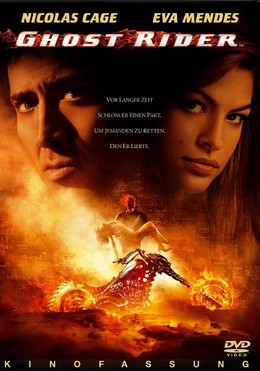 NICOLAS CAGE EVA MENDES
GHOST RIDER
VOR LANGER ZEIT
SCHLOSS ER EINEN PAKT,
UM JEMANDEN ZU RETTEN,
DEN ER LIEBTE.
DVD
VIDEO
KINOFASSUNG